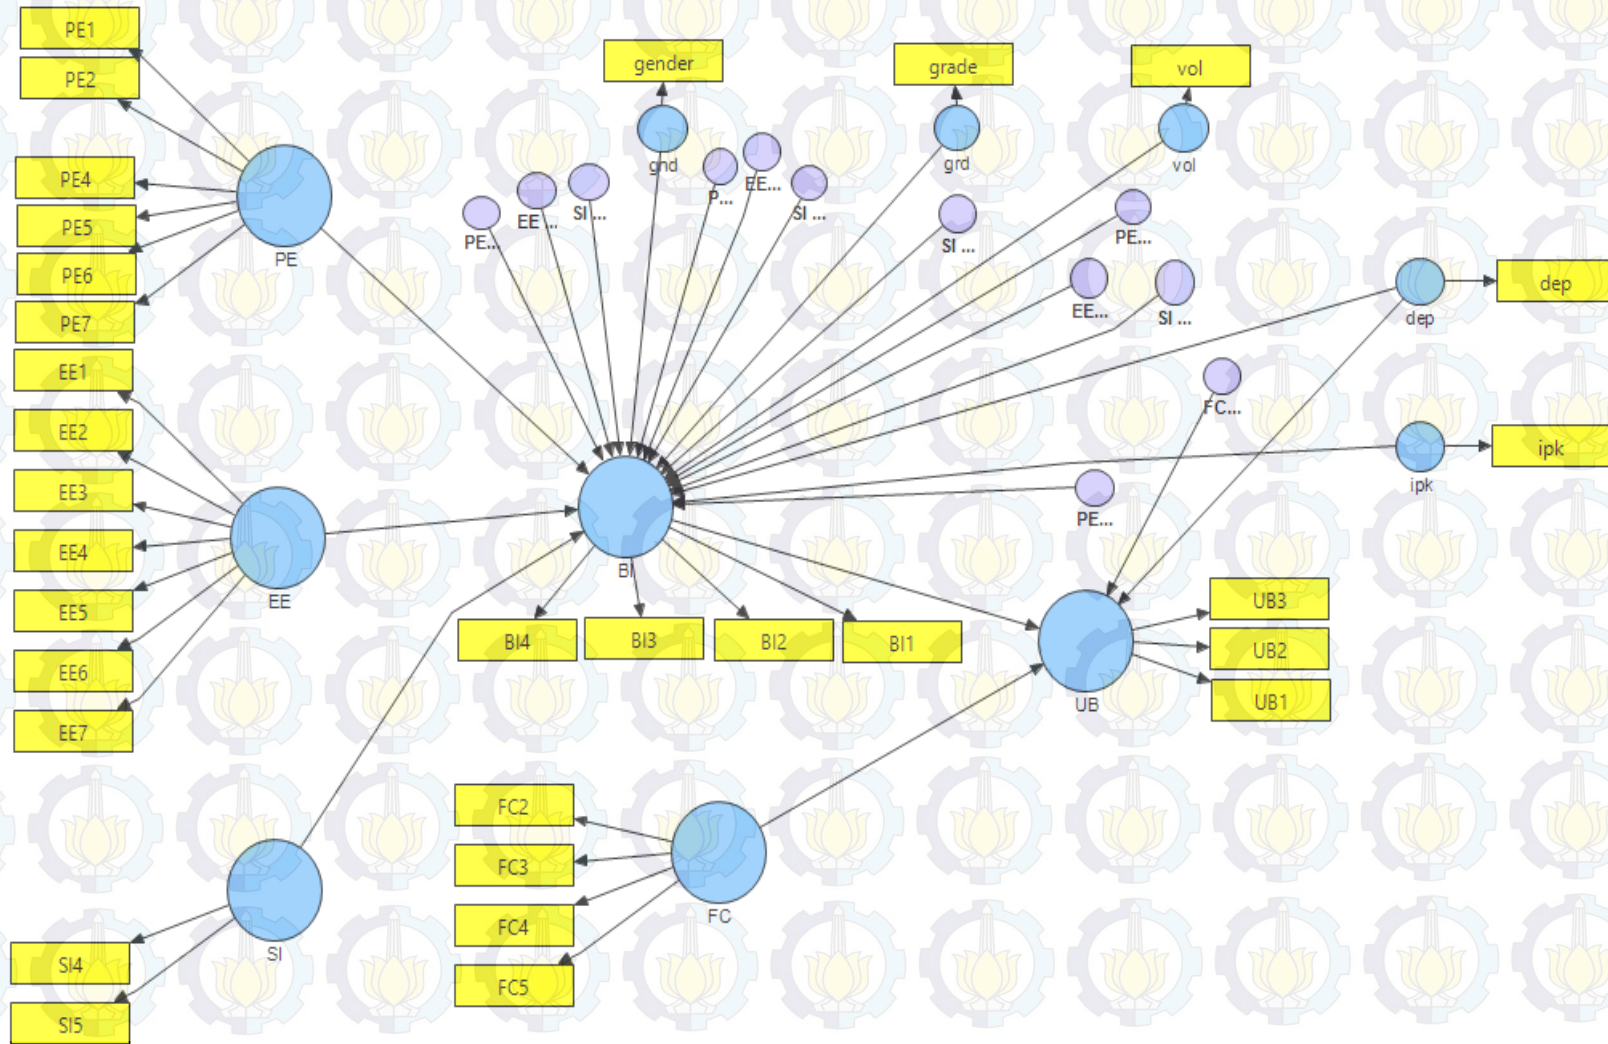 PE1
PE2
PE4
PE5
PE6
PE7
PE
EE1
EE2
EE3
EE4
EE5
EE6
EE7
EE
SI4
SI5
SI
gender
gnd
grade
grd
vol
vol
PE...
EE ...
SI ...
P...
EE...
SI ...
SI ...
PE...
EE...
SI ...
dep
dep
FC...
ipk
ipk
PE...
BI
BI4
BI3
BI2
BI1
UB3
UB2
UB1
UB
FC2
FC3
FC4
FC5
FC